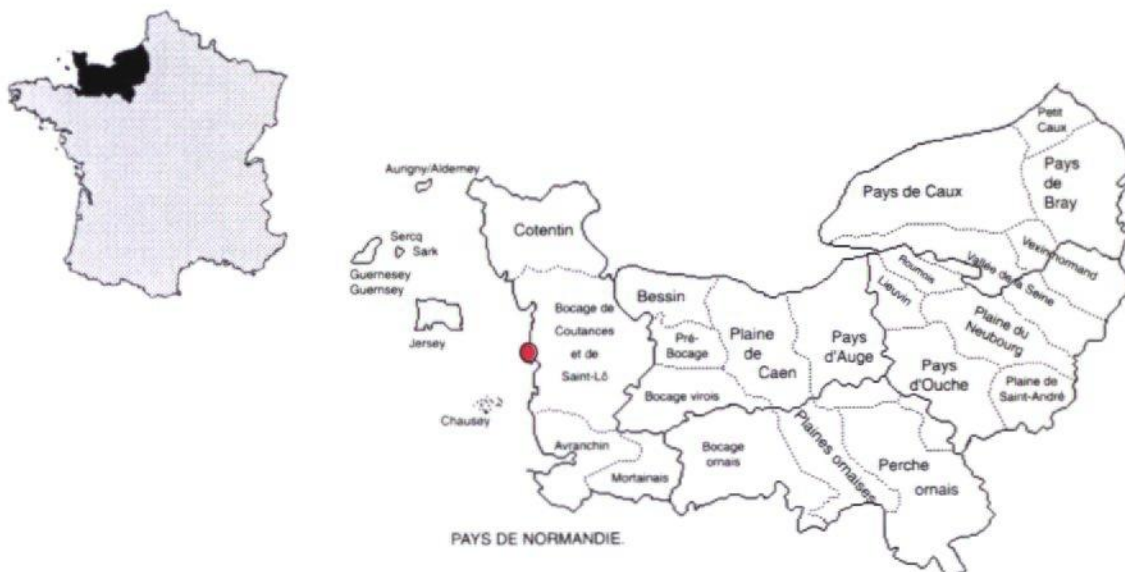 Aurigny/Alderney
Sercq
Sark
Guernesey
Guernsey
Jersey
Chausey
Cotentin
Bocage de
Coutances
et de
Saint-Lô
Avranchin
Mortainais
Bessin
Pré-
Bocage
Bocage virois
Plaine
de
Caen
Pays
d'Auge
Bocage
ornais
Plaines ornaises
Perche
ornais
Petit
Caux
Pays de Caux
Pays
de
Bray
Vexin normand
Vallée de la Seine
Roumois
Lieuvin
Plaine du
Neubourg
Pays
d'Ouche
Plaine de
Saint-André
PAYS DE NORMANDIE.